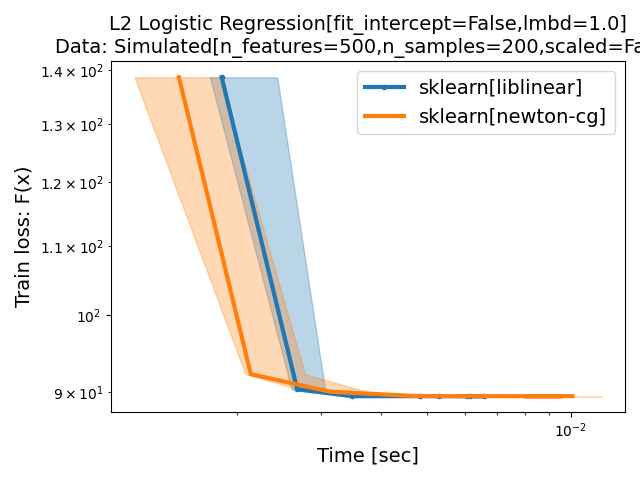 L2 Logistic Regression[fit_intercept=False,lmbd=1.0]
Data: Simulated[n_features=500,n_samples=200,scaled=Fa
sklearn[liblinear]
sklearn[newton-cg]
Train loss: F(x)
1.4 × 10²
1.3 × 10²
1.2 × 10²
1.1 × 10²
10²
9 × 10¹
10⁻²
Time [sec]